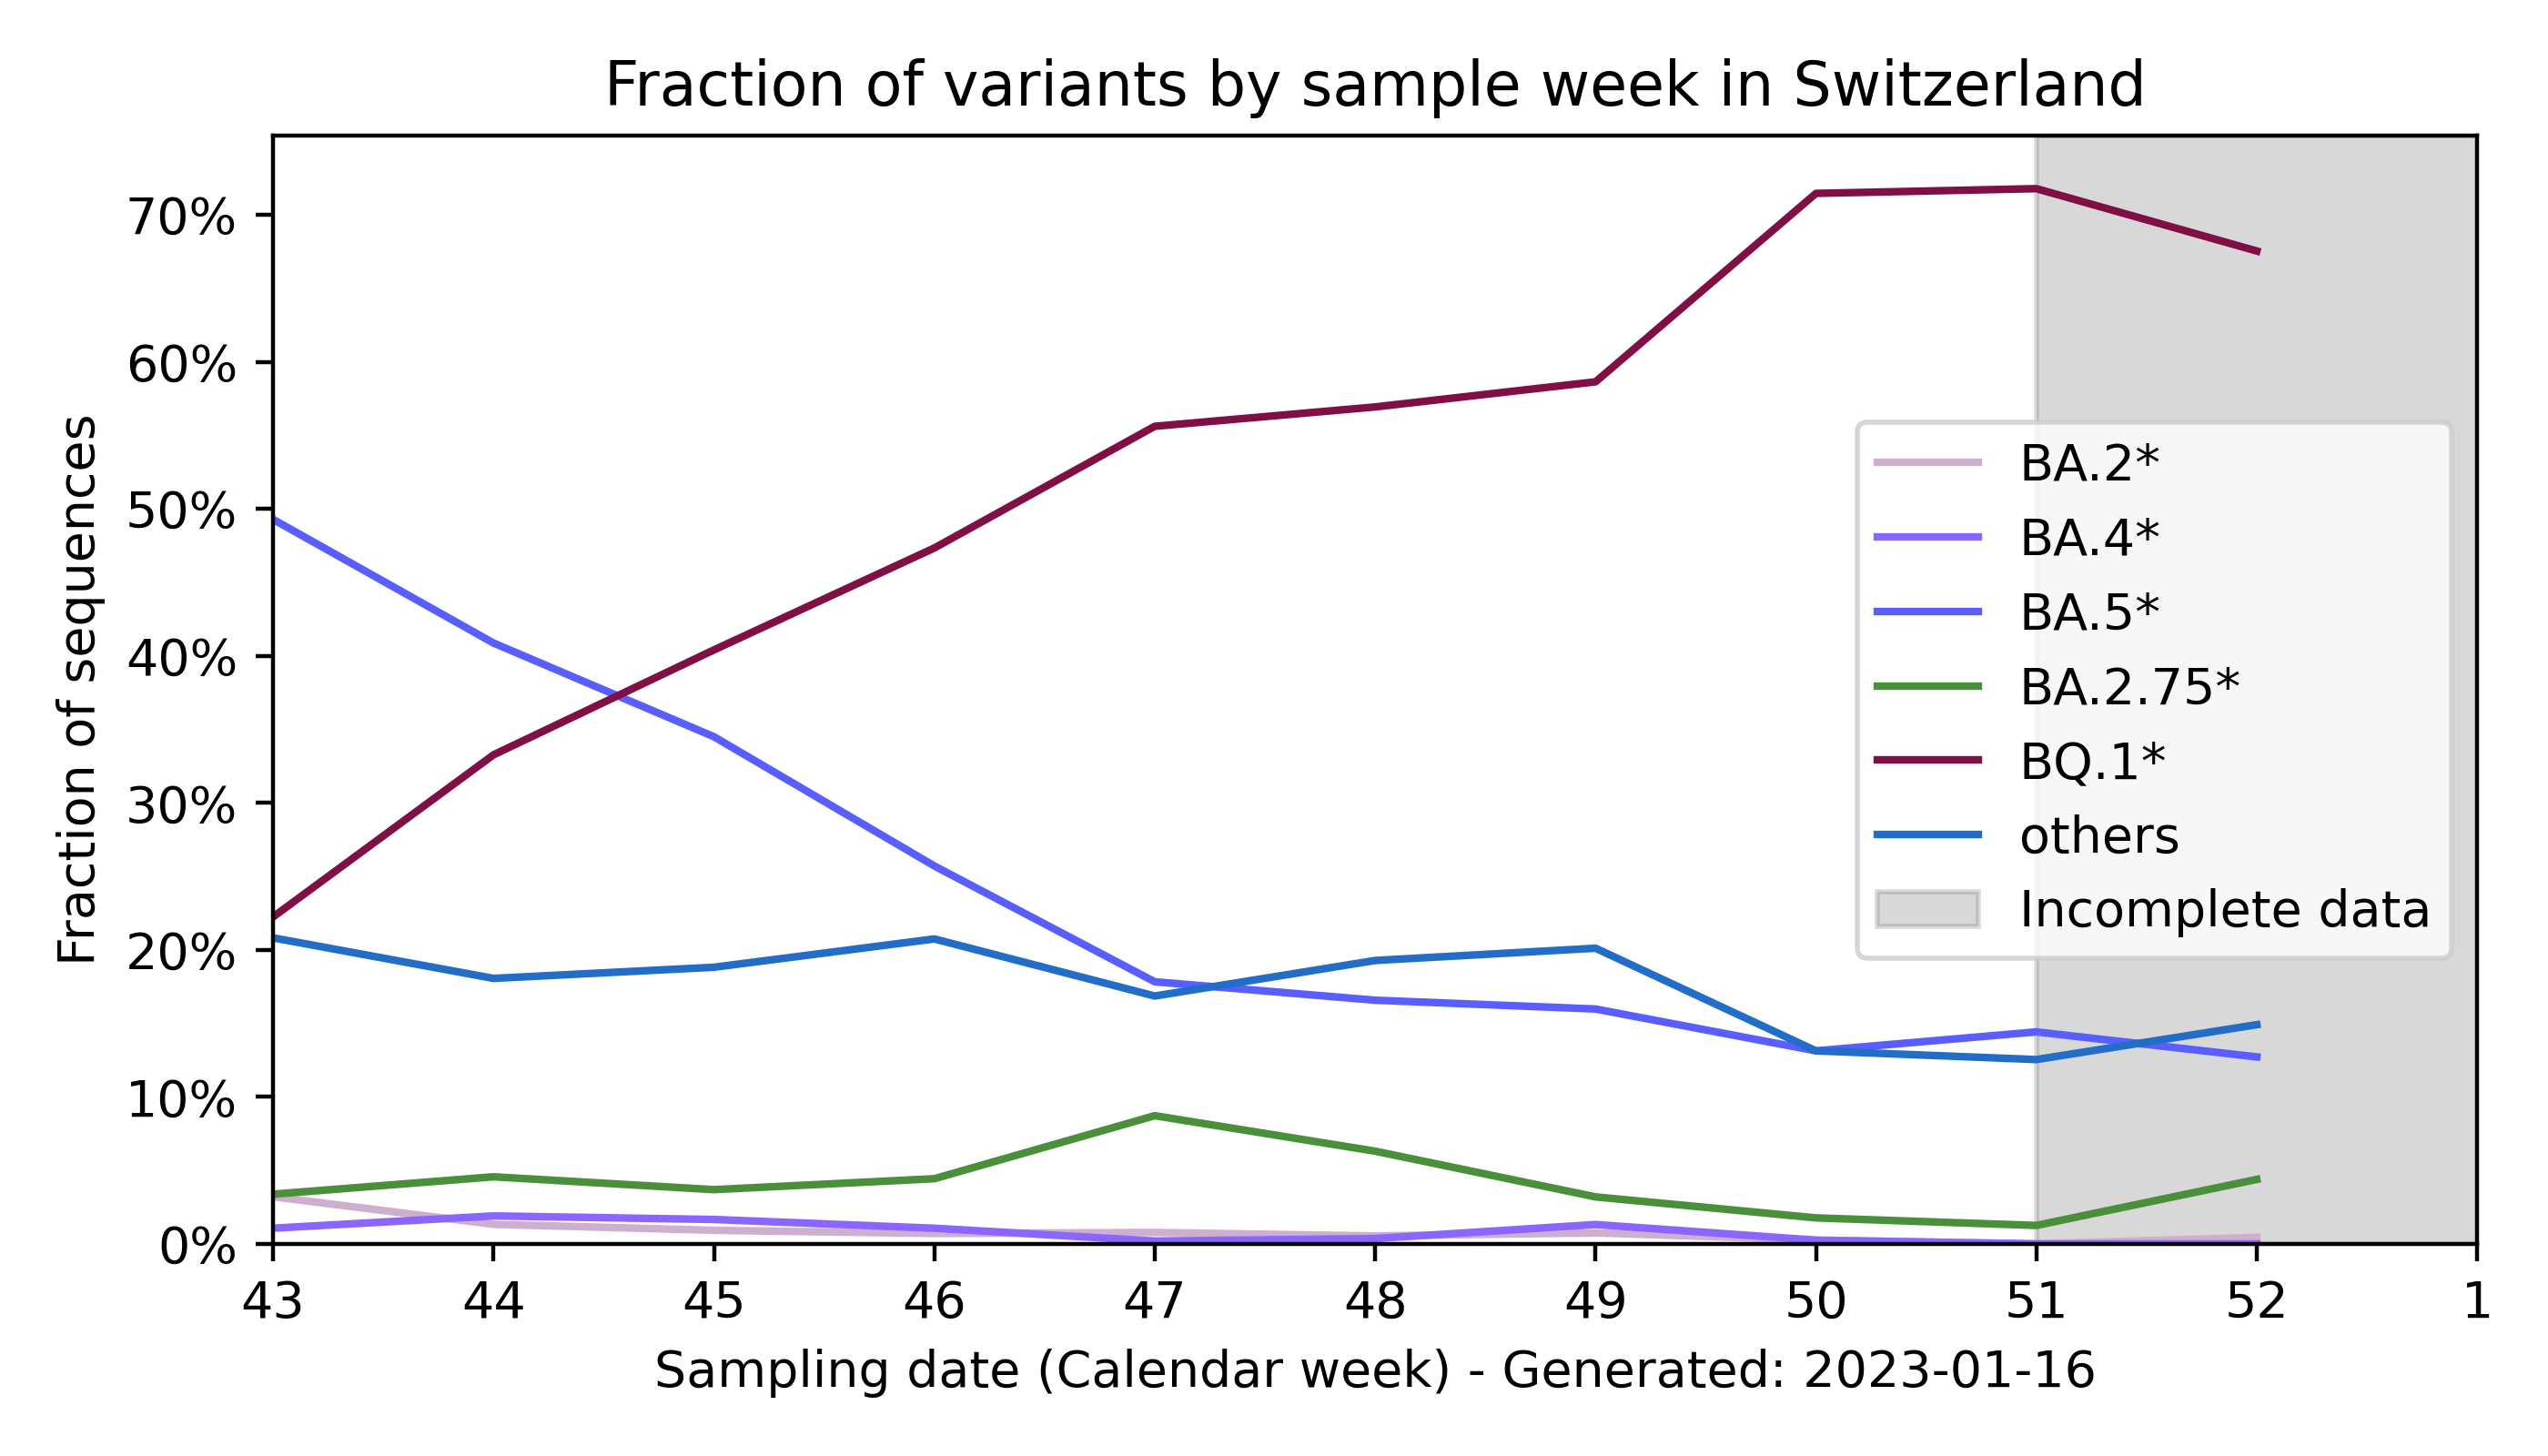 Fraction of variants by sample week in Switzerland
Fraction of sequences
70%
60%
50%
40%
30%
20%
10%
0%
BA.2*
BA.4*
BA.5*
BA.2.75*
BQ.1*
others
Incomplete data
43 44 45 46 47 48 49 50 51 52 1
Sampling date (Calendar week) - Generated: 2023-01-16